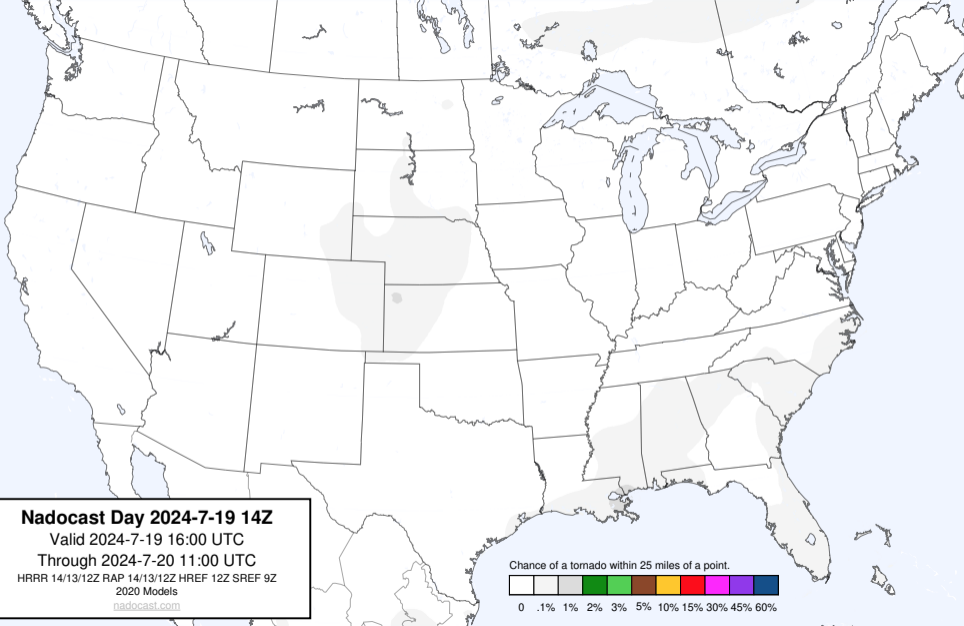 Nadocast Day 2024-7-19 14Z
Valid 2024-7-19 16:00 UTC
Through 2024-7-20 11:00 UTC
HRRR 14/13/12Z RAP 14/13/12Z HREF 12Z SREF 9Z
2020 Models
nadocast.com
Chance of a tornado within 25 miles of a point.
0 .1% 1% 2% 3% 5% 10% 15% 30% 45% 60%